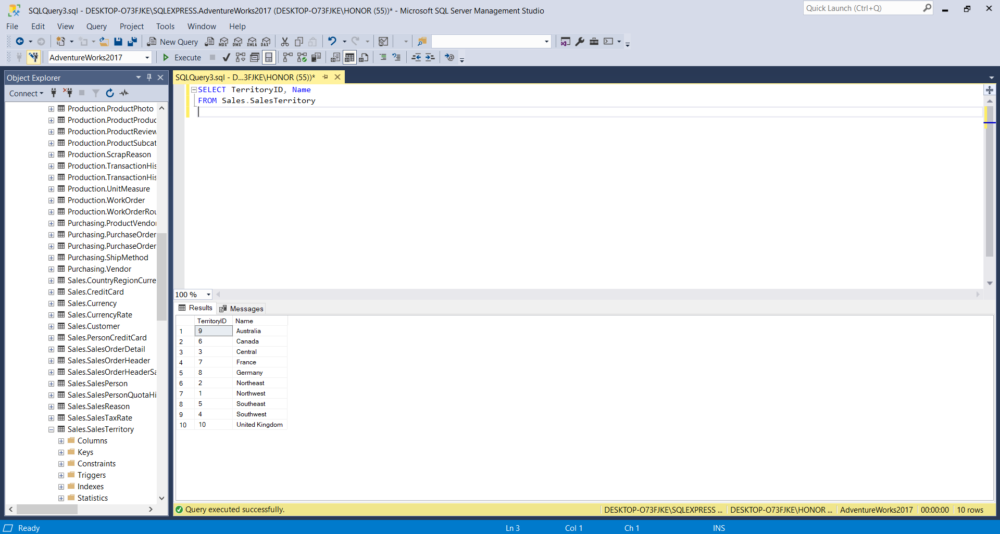 SQLQuery3.sql - DESKTOP-O73FJKE\SQLEXPRESS.AdventureWorks2017 (DESKTOP-O73FJKE\HONOR (55))* - Microsoft SQL Server Management Studio
Quick Launch (Ctrl+Q)
File Edit View Query Project Tools Window Help
New Query MDX DMX XMLA DAX
AdventureWorks2017 Execute
Object Explorer
Connect
Production.ProductPhoto
Production.ProductProduc
Production.ProductReview
Production.ProductSubcat
Production.ScrapReason
Production.TransactionHis
Production.TransactionHis
Production.UnitMeasure
Production.WorkOrder
Production.WorkOrderRou
Purchasing.ProductVendor
Purchasing.PurchaseOrder
Purchasing.PurchaseOrder
Purchasing.ShipMethod
Purchasing.Vendor
Sales.CountryRegionCurre
Sales.CreditCard
Sales.Currency
Sales.CurrencyRate
Sales.Customer
Sales.PersonCreditCard
Sales.SalesOrderDetail
Sales.SalesOrderHeader
Sales.SalesOrderHeaderSa
Sales.SalesPerson
Sales.SalesPersonQuotaHi
Sales.SalesReason
Sales.SalesTaxRate
Sales.SalesTerritory
Columns
Keys
Constraints
Triggers
Indexes
Statistics
SQLQuery3.sql - D...3FJKE\HONOR (55))*
SELECT TerritoryID, Name
FROM Sales.SalesTerritory
100 %
Results Messages
TerritoryID Name
1 9 Australia
2 6 Canada
3 3 Central
4 7 France
5 8 Germany
6 2 Northeast
7 1 Northwest
8 5 Southeast
9 4 Southwest
10 10 United Kingdom
Query executed successfully. DESKTOP-O73FJKE\SQLEXPRESS ... DESKTOP-O73FJKE\HONOR ... AdventureWorks2017 00:00:00 10 rows
Ready Ln 3 Col 1 Ch 1 INS